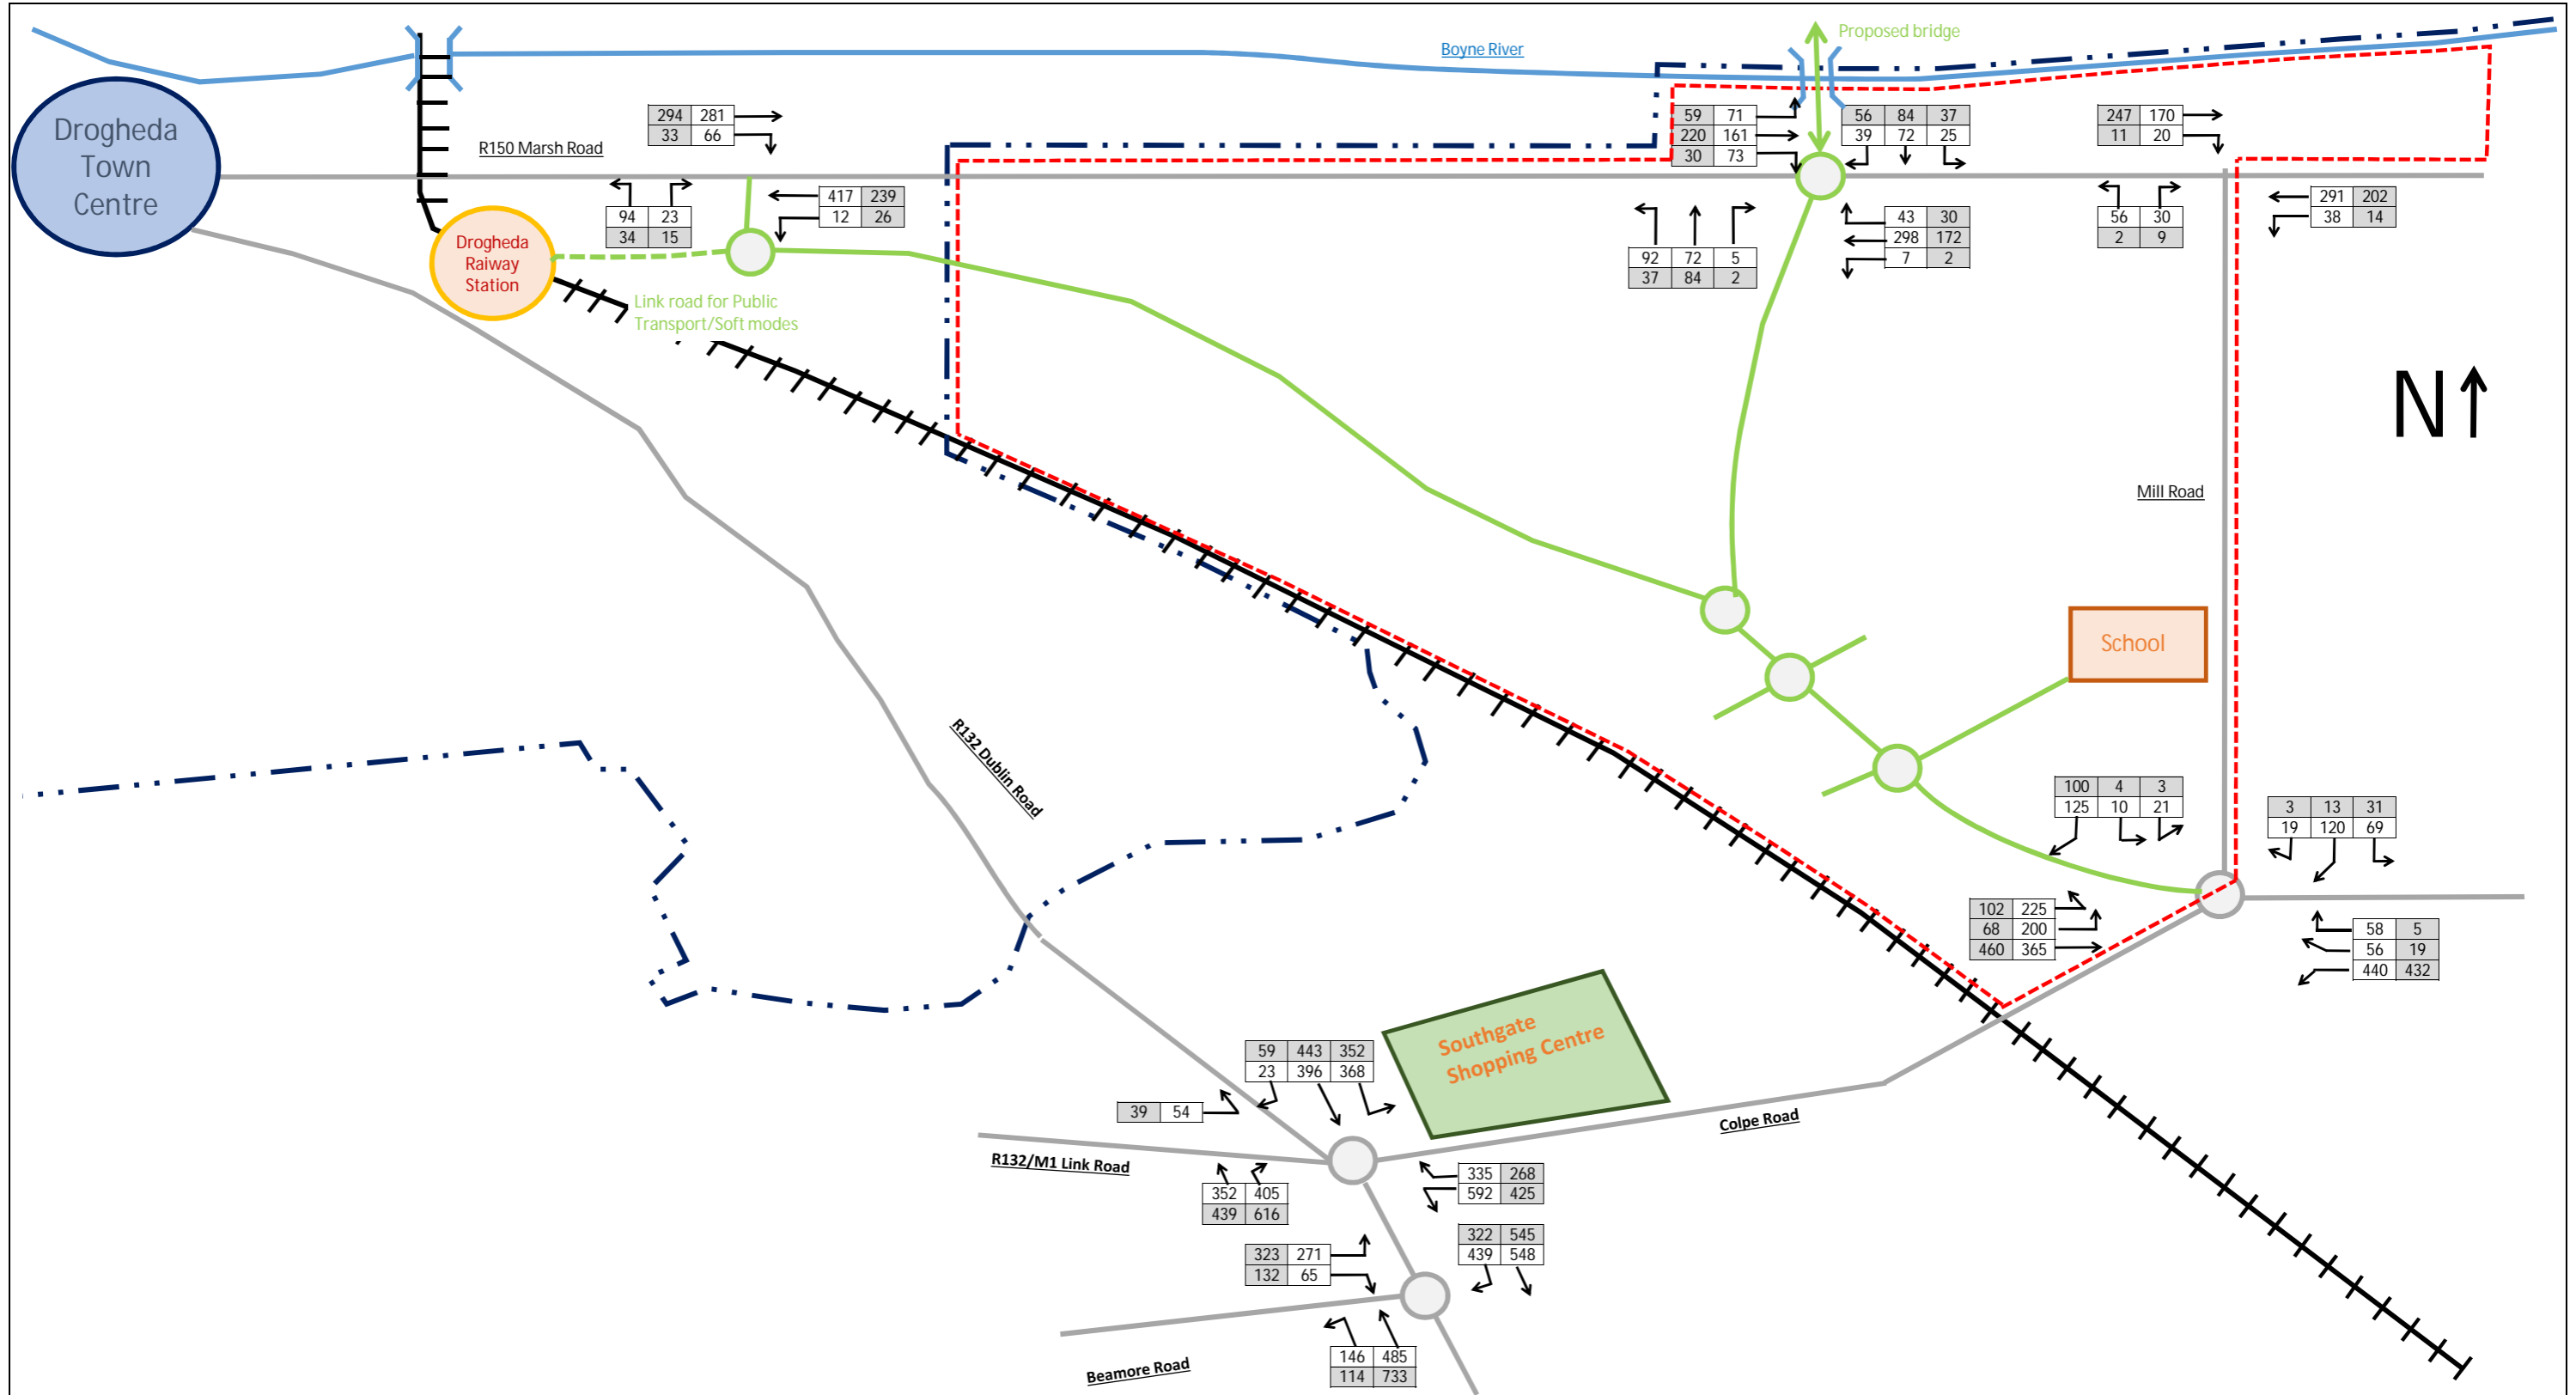 Proposed bridge
Boyne River
Drogheda
Town
Centre
R150 Marsh Road
294 281
33 66
59 71
220 161
30 73
56 84 37
39 72 25
247 170
11 20
94 23
34 15
417 239
12 26
92 72 5
37 84 2
43 30
298 172
7 2
56 30
2 9
291 202
38 14
Drogheda
Raiway
Station
Link road for Public
Transport/Soft modes
N
Mill Road
School
R132 Dublin Road
100 4 3
125 10 21
3 13 31
19 120 69
102 225
68 200
460 365
58 5
56 19
440 432
Southgate
Shopping Centre
59 443 352
23 396 368
39 54
Colpe Road
R132/M1 Link Road
352 405
439 616
335 268
592 425
322 545
439 548
323 271
132 65
146 485
114 733
Beamore Road